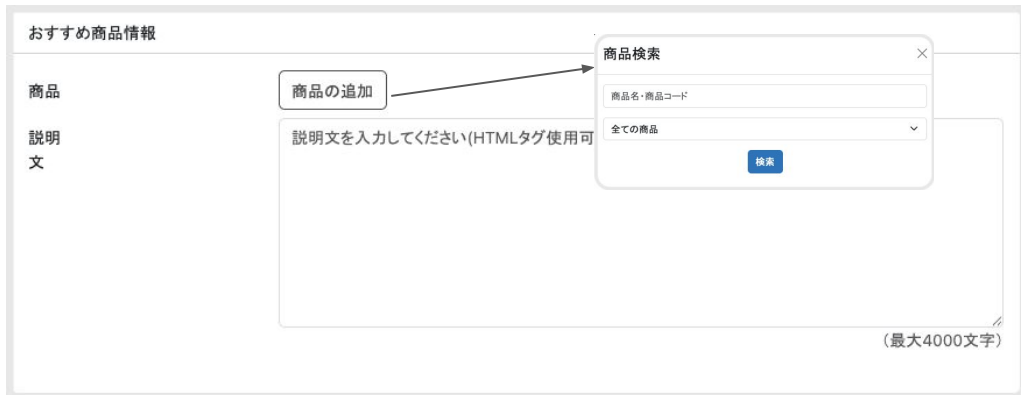 おすすめ商品情報
商品
商品の追加
説明
文
説明文を入力してください(HTMLタグ使用可
(最大4000文字)
商品検索
商品名・商品コード
全ての商品
検索